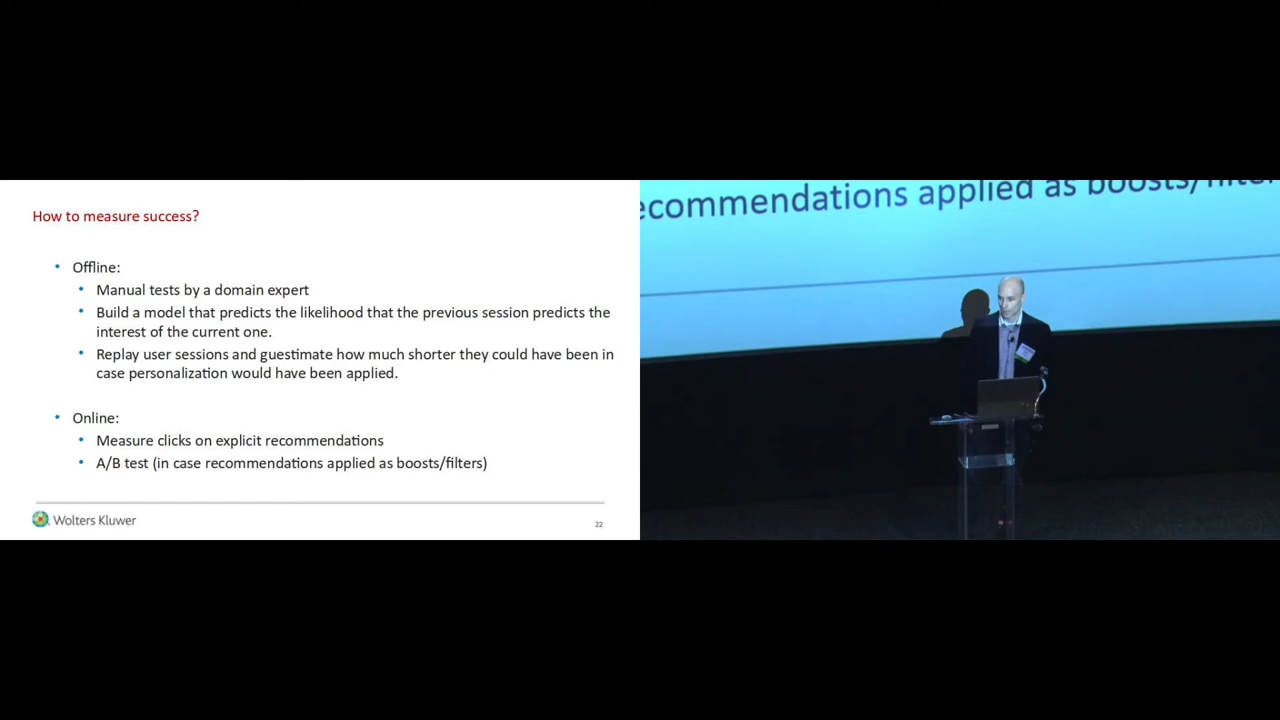 How to measure success?
• Offline:
• Manual tests by a domain expert
• Build a model that predicts the likelihood that the previous session predicts the
interest of the current one.
• Replay user sessions and guestimate how much shorter they could have been in
case personalization would have been applied.
• Online:
• Measure clicks on explicit recommendations
• A/B test (in case recommendations applied as boosts/filters)
Wolters Kluwer
22
ecommendations applied as boosts/filter